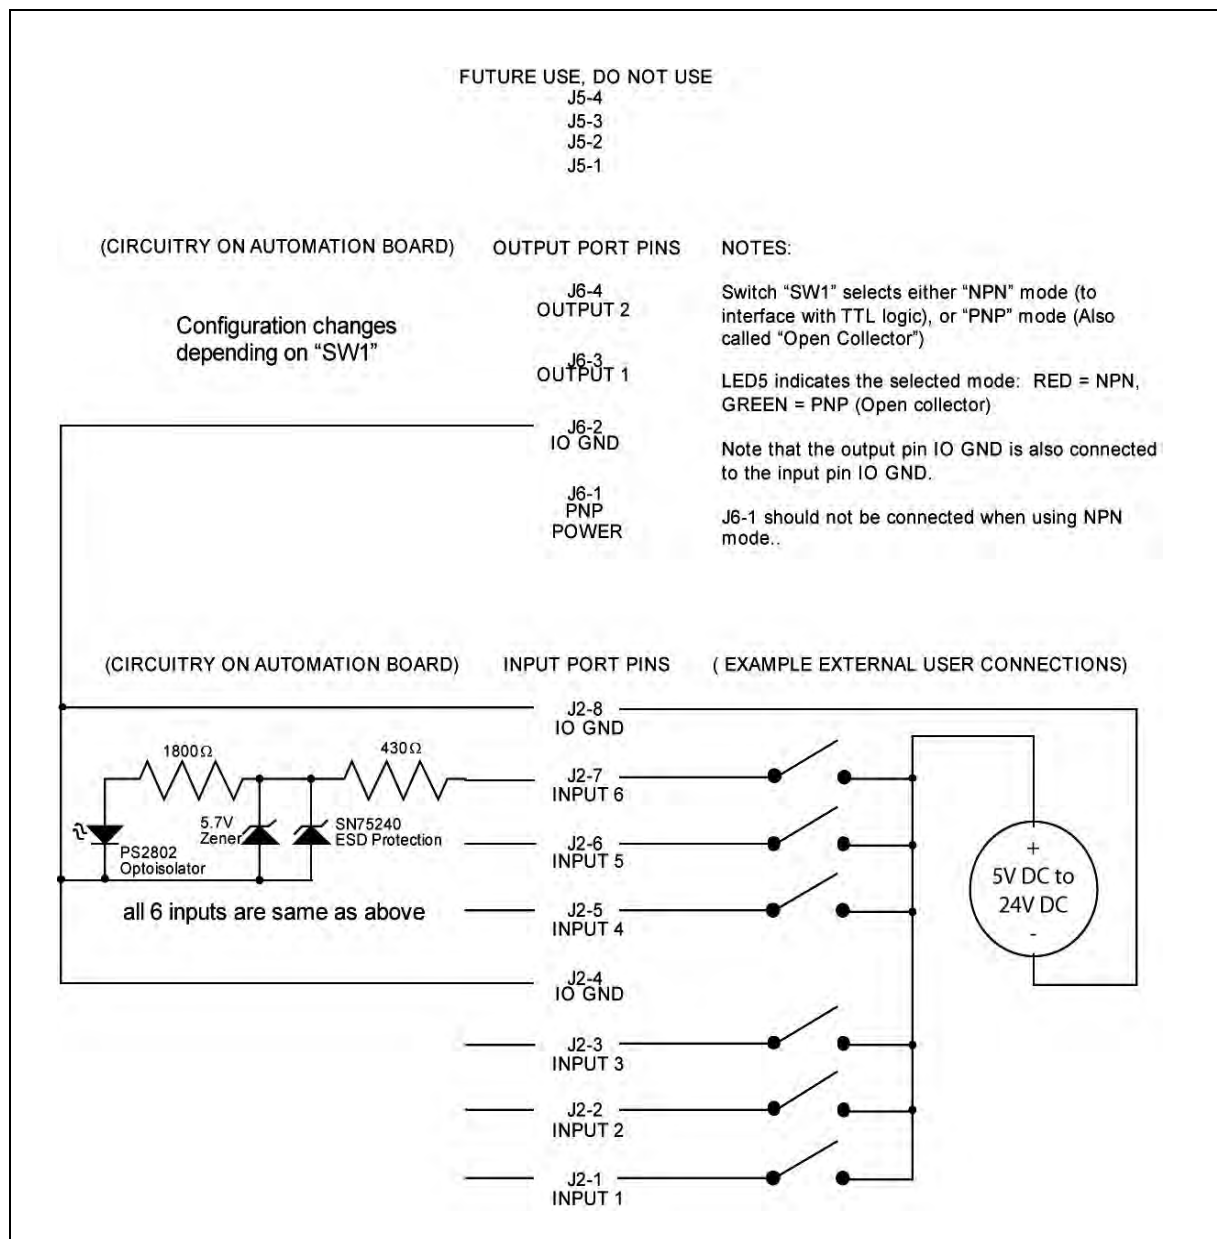 FUTURE USE, DO NOT USE
J5-4
J5-3
J5-2
J5-1
(CIRCUITRY ON AUTOMATION BOARD)
OUTPUT PORT PINS
NOTES:
Configuration changes
depending on “SW1”
J6-4
OUTPUT 2
J6-3
OUTPUT 1
J6-2
IO GND
J6-1
PNP
POWER
Switch “SW1” selects either “NPN” mode (to
interface with TTL logic), or “PNP” mode (Also
called “Open Collector”)
LED5 indicates the selected mode: RED = NPN,
GREEN = PNP (Open collector)
Note that the output pin IO GND is also connected
to the input pin IO GND.
J6-1 should not be connected when using NPN
mode..
(CIRCUITRY ON AUTOMATION BOARD)
INPUT PORT PINS
( EXAMPLE EXTERNAL USER CONNECTIONS)
1800Ω
430Ω
5.7V
Zener
SN75240
ESD Protection
PS2802
Optoisolator
all 6 inputs are same as above
J2-8
IO GND
J2-7
INPUT 6
J2-6
INPUT 5
J2-5
INPUT 4
J2-4
IO GND
J2-3
INPUT 3
J2-2
INPUT 2
J2-1
INPUT 1
+
5V DC to
24V DC
-